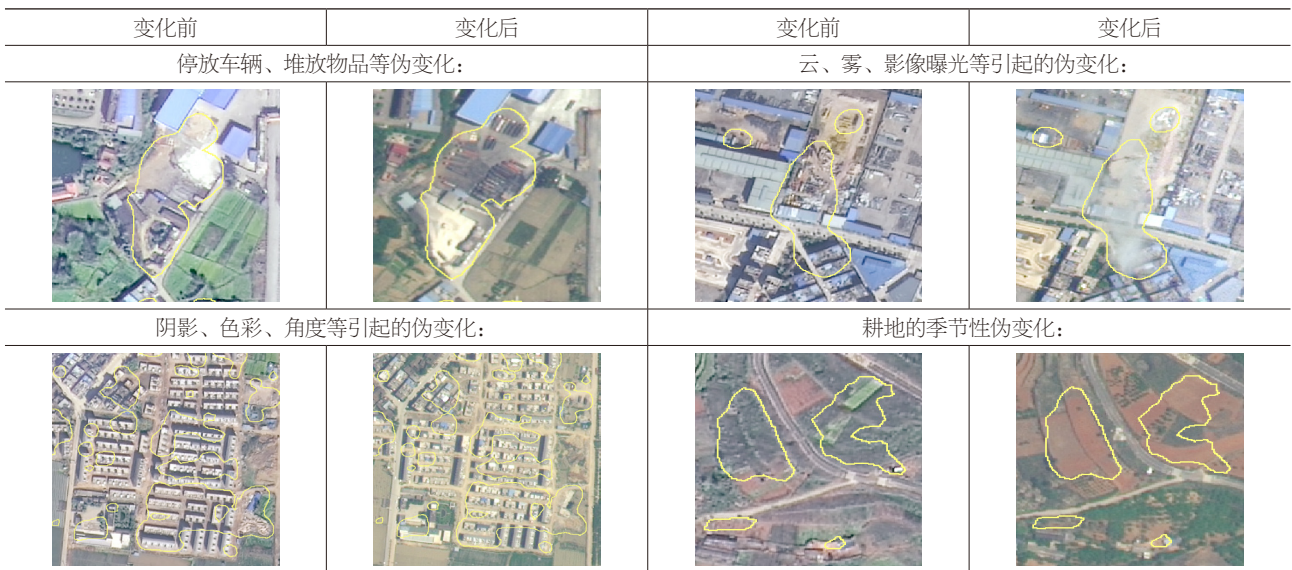 变化前 变化后 变化前 变化后
停放车辆、堆放物品等伪变化： 云、雾、影像曝光等引起的伪变化：
阴影、色彩、角度等引起的伪变化： 耕地的季节性伪变化：